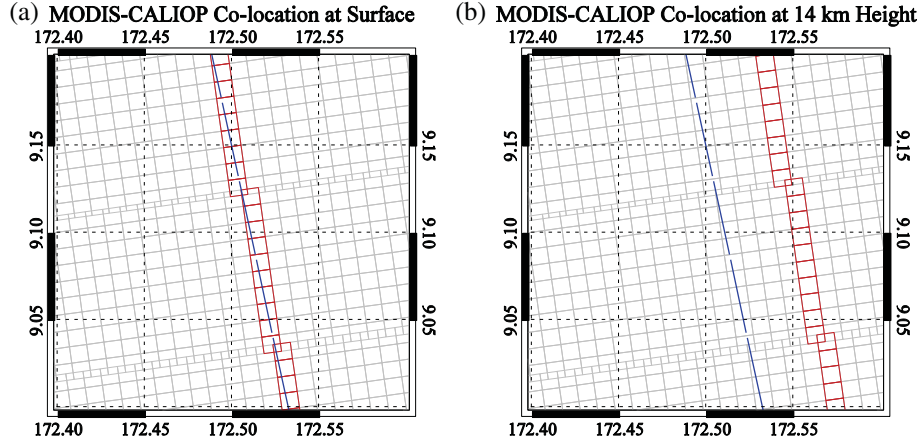 (a) MODIS-CALIOP Co-location at Surface
172.40 172.45 172.50 172.55
9.15 9.15
9.10 9.10
9.05 9.05
172.40 172.45 172.50 172.55
(b) MODIS-CALIOP Co-location at 14 km Height
172.40 172.45 172.50 172.55
9.15 9.15
9.10 9.10
9.05 9.05
172.40 172.45 172.50 172.55